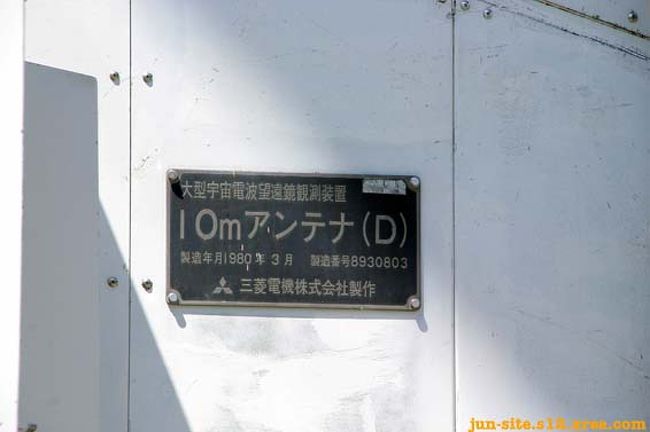 大型宇宙電波望遠鏡観測装置
10mアンテナ(D)
製造年月1980年3月 製造番号8930803
三菱電機株式会社製作
jun-site.s12.xrea.com